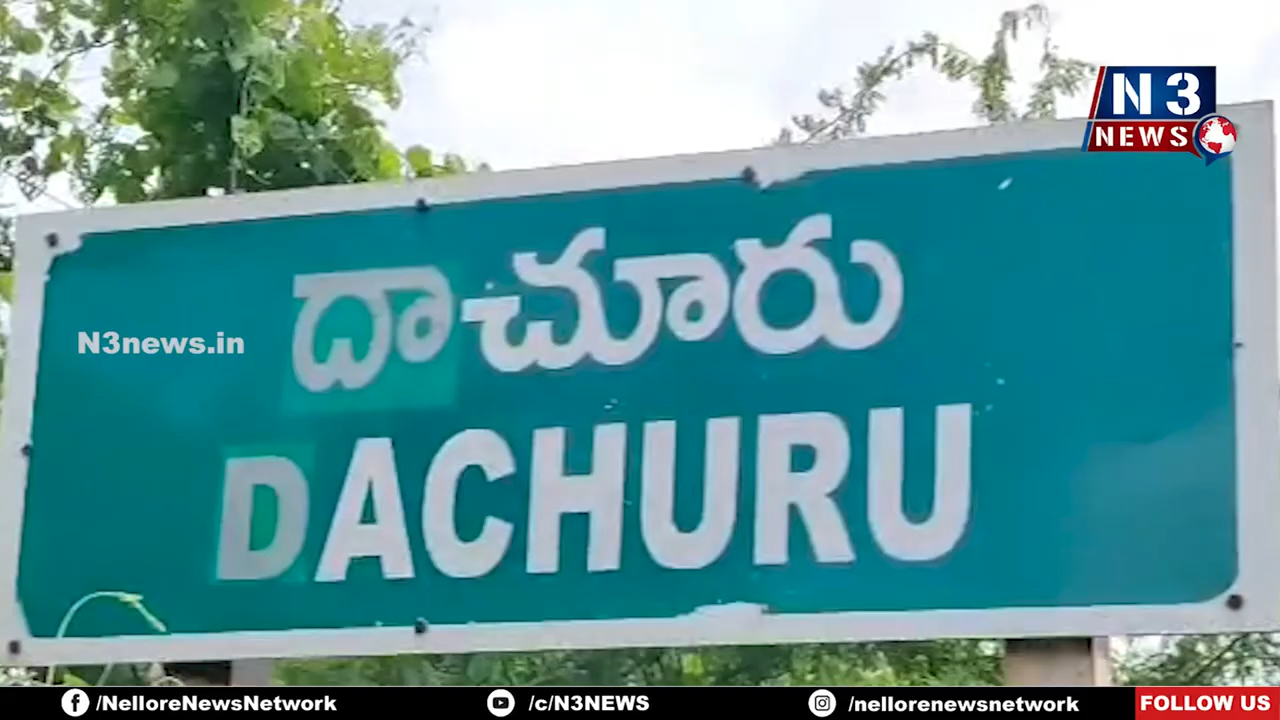 N3
NEWS
దాచూరు
N3news.in
DACHURU
/NelloreNewsNetwork
/c/N3NEWS
/nellorenewsnetwork
FOLLOW US